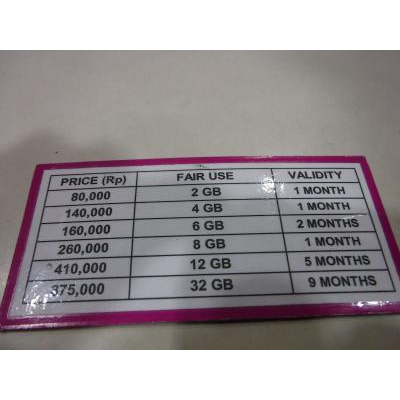 PRICE (Rp) FAIR USE VALIDITY
80,000 2 GB 1 MONTH
140,000 4 GB 1 MONTH
160,000 6 GB 2 MONTHS
260,000 8 GB 1 MONTH
410,000 12 GB 5 MONTHS
875,000 32 GB 9 MONTHS